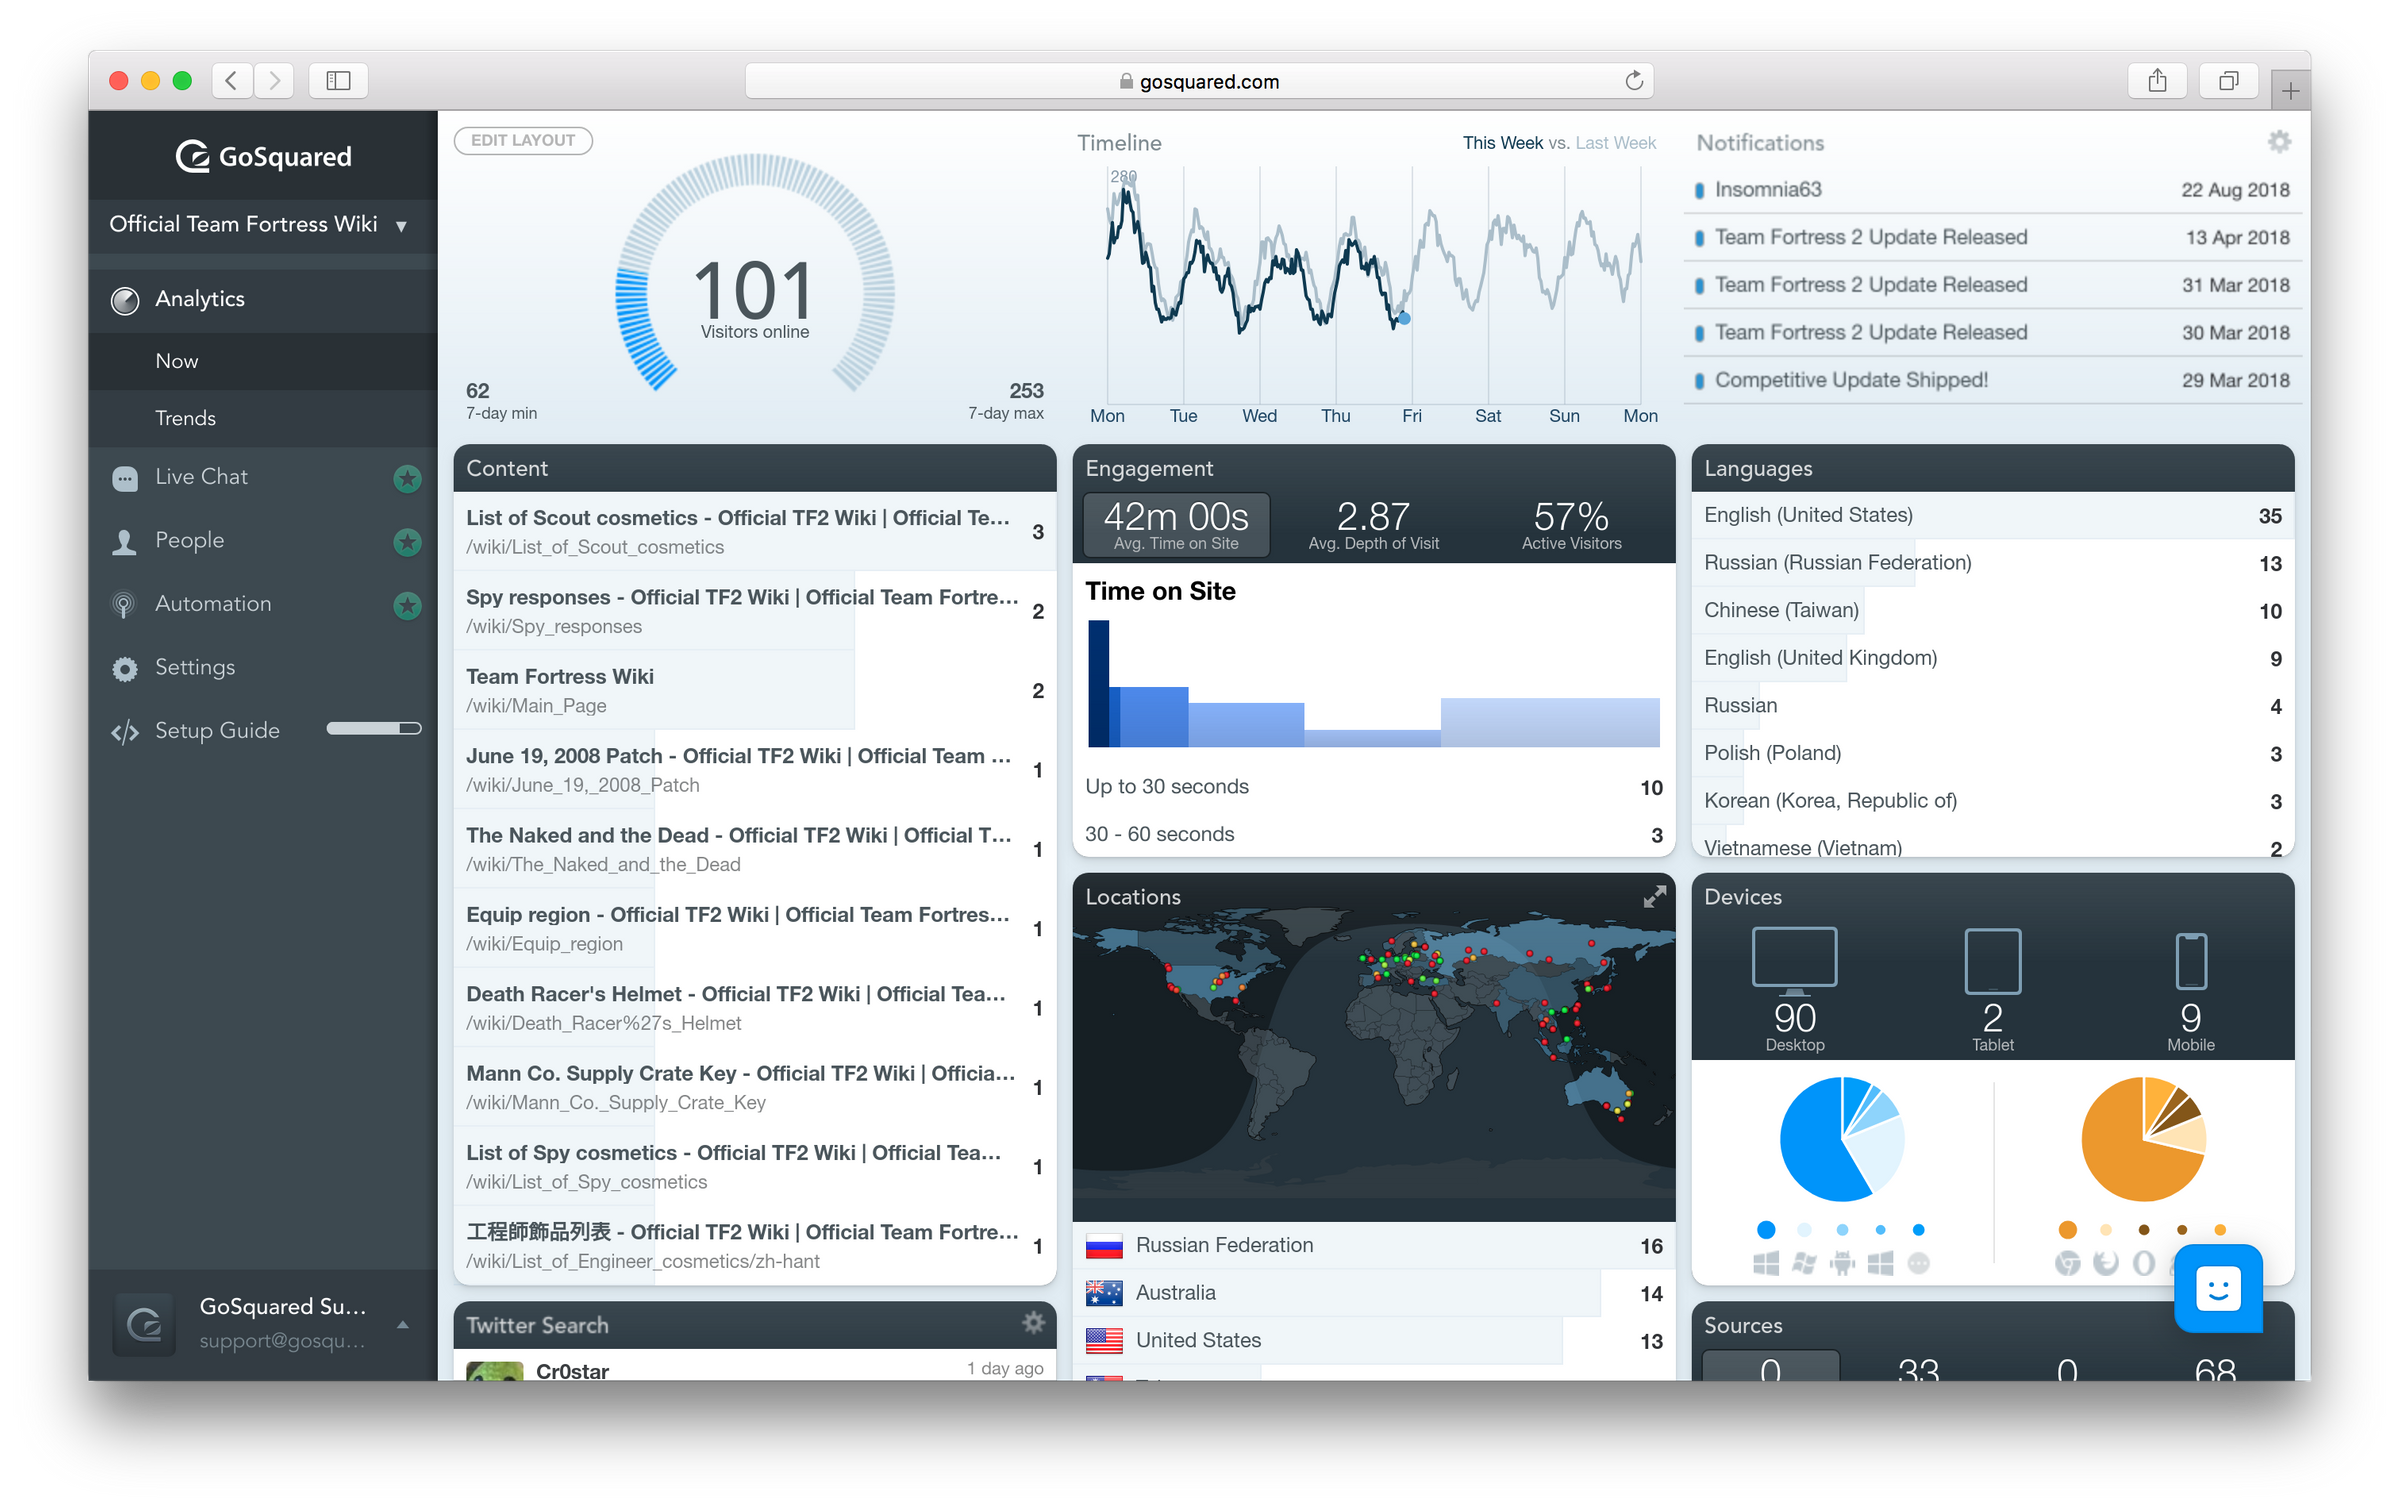 gosquared.com
GoSquared
Official Team Fortress Wiki
Analytics
Now
Trends
Live Chat
People
Automation
Settings
Setup Guide
GoSquared Su...
support@gosqu...
EDIT LAYOUT
101
Visitors online
62
7-day min
253
7-day max
Timeline
This Week vs. Last Week
280
Mon Tue Wed Thu Fri Sat Sun Mon
Notifications
Insomnia63 22 Aug 2018
Team Fortress 2 Update Released 13 Apr 2018
Team Fortress 2 Update Released 31 Mar 2018
Team Fortress 2 Update Released 30 Mar 2018
Competitive Update Shipped! 29 Mar 2018
Content
List of Scout cosmetics - Official TF2 Wiki | Official Te... 3
/wiki/List_of_Scout_cosmetics
Spy responses - Official TF2 Wiki | Official Team Fortre... 2
/wiki/Spy_responses
Team Fortress Wiki 2
/wiki/Main_Page
June 19, 2008 Patch - Official TF2 Wiki | Official Team ... 1
/wiki/June_19,_2008_Patch
The Naked and the Dead - Official TF2 Wiki | Official T... 1
/wiki/The_Naked_and_the_Dead
Equip region - Official TF2 Wiki | Official Team Fortres... 1
/wiki/Equip_region
Death Racer's Helmet - Official TF2 Wiki | Official Tea... 1
/wiki/Death_Racer%27s_Helmet
Mann Co. Supply Crate Key - Official TF2 Wiki | Officia... 1
/wiki/Mann_Co._Supply_Crate_Key
List of Spy cosmetics - Official TF2 Wiki | Official Tea... 1
/wiki/List_of_Spy_cosmetics
工程師飾品列表 - Official TF2 Wiki | Official Team Fortre... 1
/wiki/List_of_Engineer_cosmetics/zh-hant
Twitter Search
Cr0star 1 day ago
Engagement
42m 00s 2.87 57%
Avg. Time on Site Avg. Depth of Visit Active Visitors
Time on Site
Up to 30 seconds 10
30 - 60 seconds 3
Locations
Russian Federation 16
Australia 14
United States 13
Languages
English (United States) 35
Russian (Russian Federation) 13
Chinese (Taiwan) 10
English (United Kingdom) 9
Russian 4
Polish (Poland) 3
Korean (Korea, Republic of) 3
Vietnamese (Vietnam) 2
Devices
90 2 9
Desktop Tablet Mobile
Sources
0 33 0 68